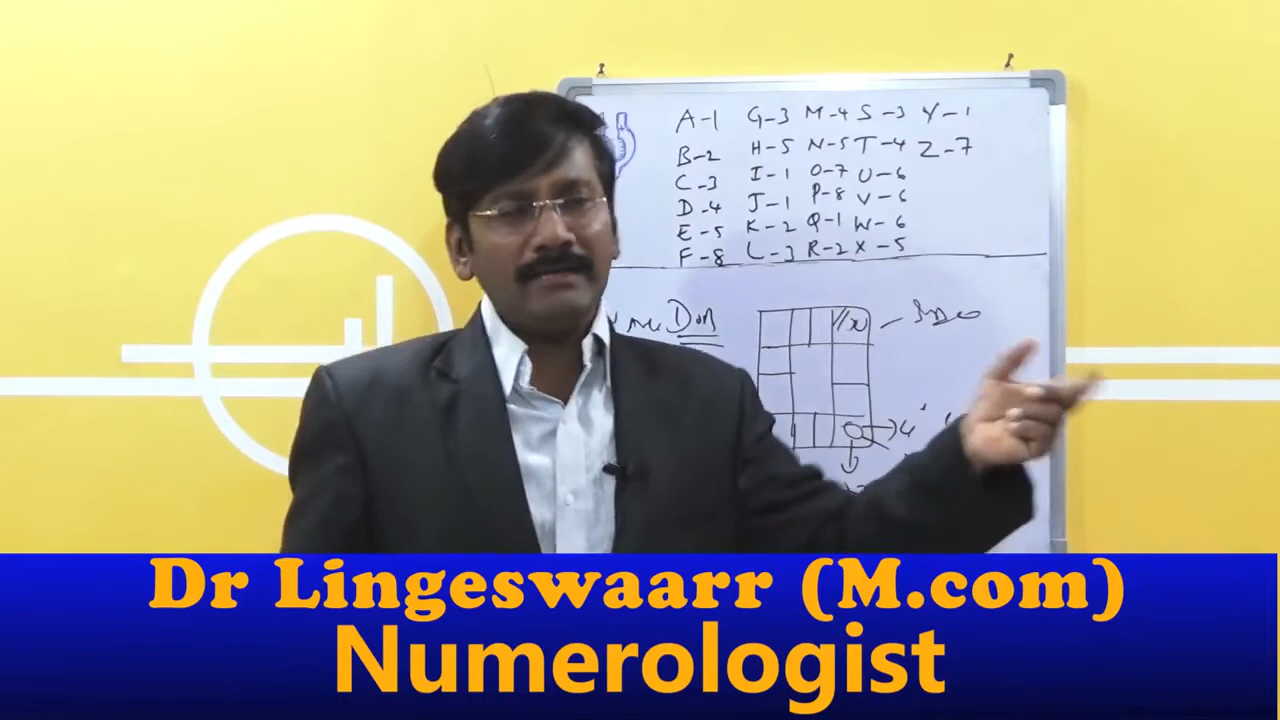 A-1 G-3 M-4 S-3 Y-1
B-2 H-5 N-5 T-4 Z-7
C-3 I-1 O-7 U-6
D-4 J-1 P-8 V-6
E-5 K-2 Q-1 W-6
F-8 L-3 R-2 X-5
Dr Lingeswaarr (M.com)
Numerologist